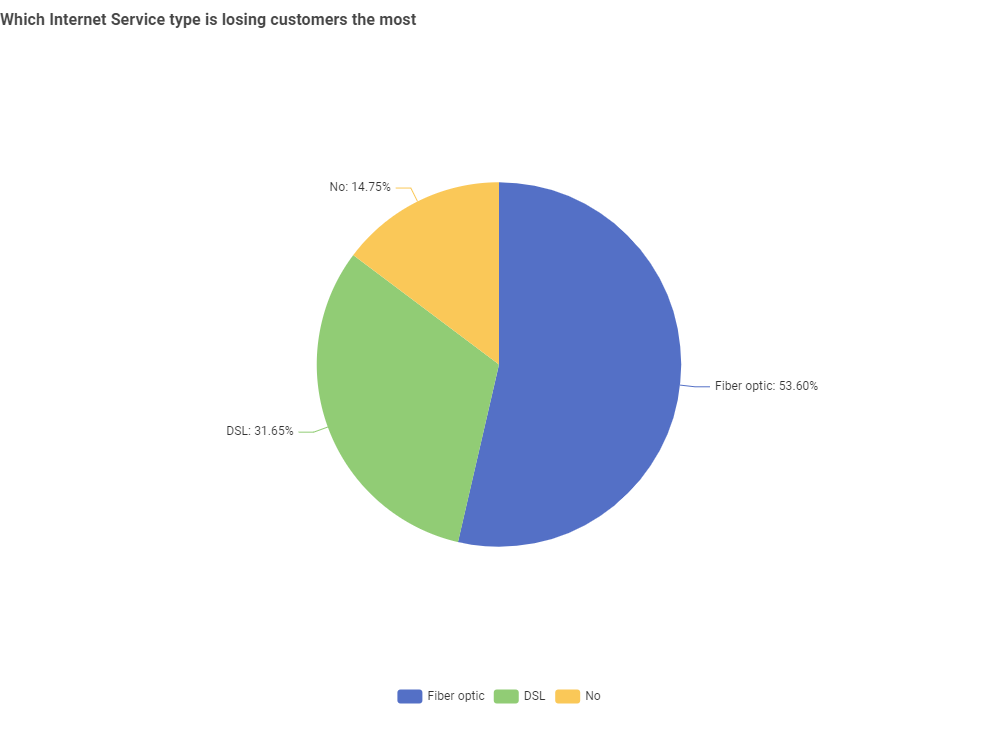 Which Internet Service type is losing customers the most
No: 14.75%
Fiber optic: 53.60%
DSL: 31.65%
Fiber optic DSL No